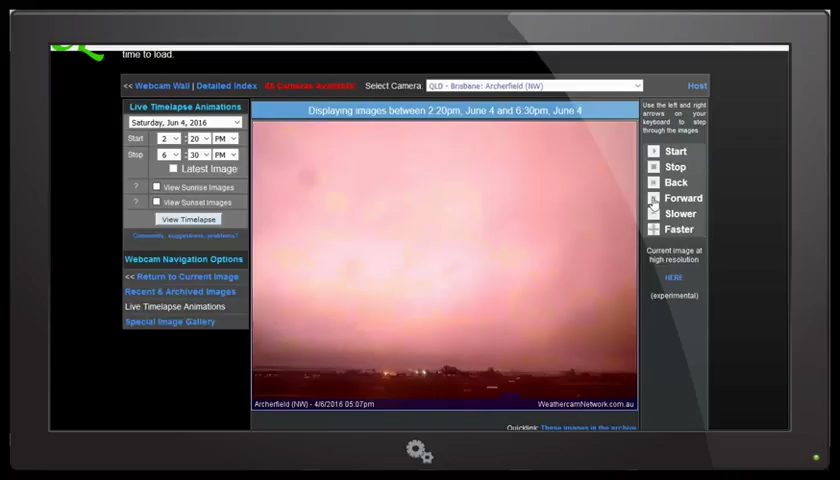 time to load.
<< Webcam Wall | Detailed Index
Select Camera
QLD - Brisbane: Archerfield (NW)
Host
Live Timelapse Animations
Saturday, Jun 4, 2016
Start 2 : 20 PM
Stop 6 : 30 PM
Latest Image
? View Sunrise Images
? View Sunset Images
View Timelapse
Comments, suggestions, problems?
Webcam Navigation Options
<< Return to Current Image
Recent & Archived Images
Live Timelapse Animations
Special Image Gallery
Displaying images between 2:20pm, June 4 and 6:30pm, June 4
Archerfield (NW) - 4/6/2016 05:07pm
WeathercamNetwork.com.au
Quicklink: These images in the archive
Use the left and right
arrows on your
keyboard to step
through the images
Start
Stop
Back
Forward
Slower
Faster
Current image at
high resolution
HERE
(experimental)